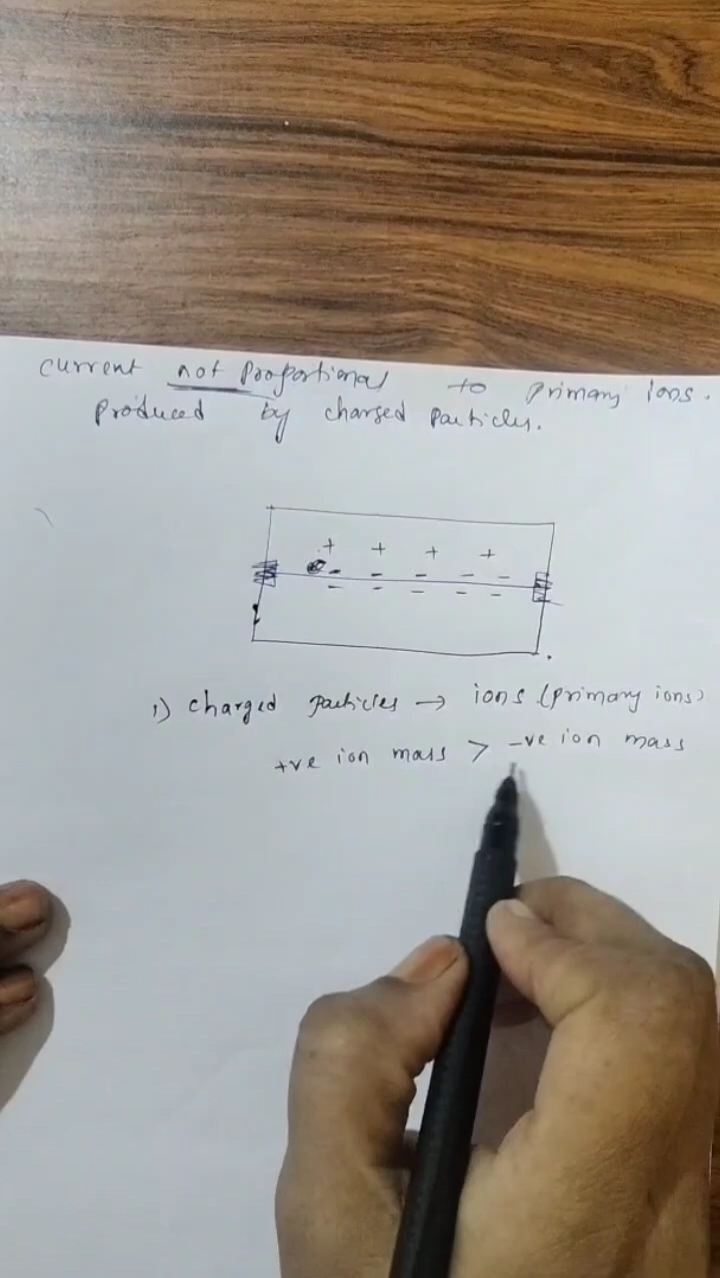 current not proportional to primary ions.
produced by charged particles.
+ + + +
- - - - -
- - - - -
1) charged particles → ions (primary ions)
+ve ion mass > -ve ion mass